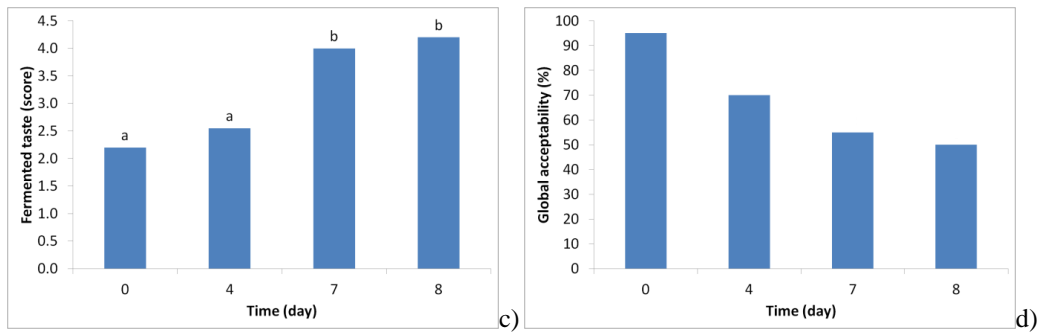 4.5
4.0
3.5
3.0
2.5
2.0
1.5
1.0
0.5
0.0
Fermented taste (score)
a
a
b
b
0
4
7
8
Time (day)
c)
100
90
80
70
60
50
40
30
20
10
0
Global acceptability (%)
0
4
7
8
Time (day)
d)